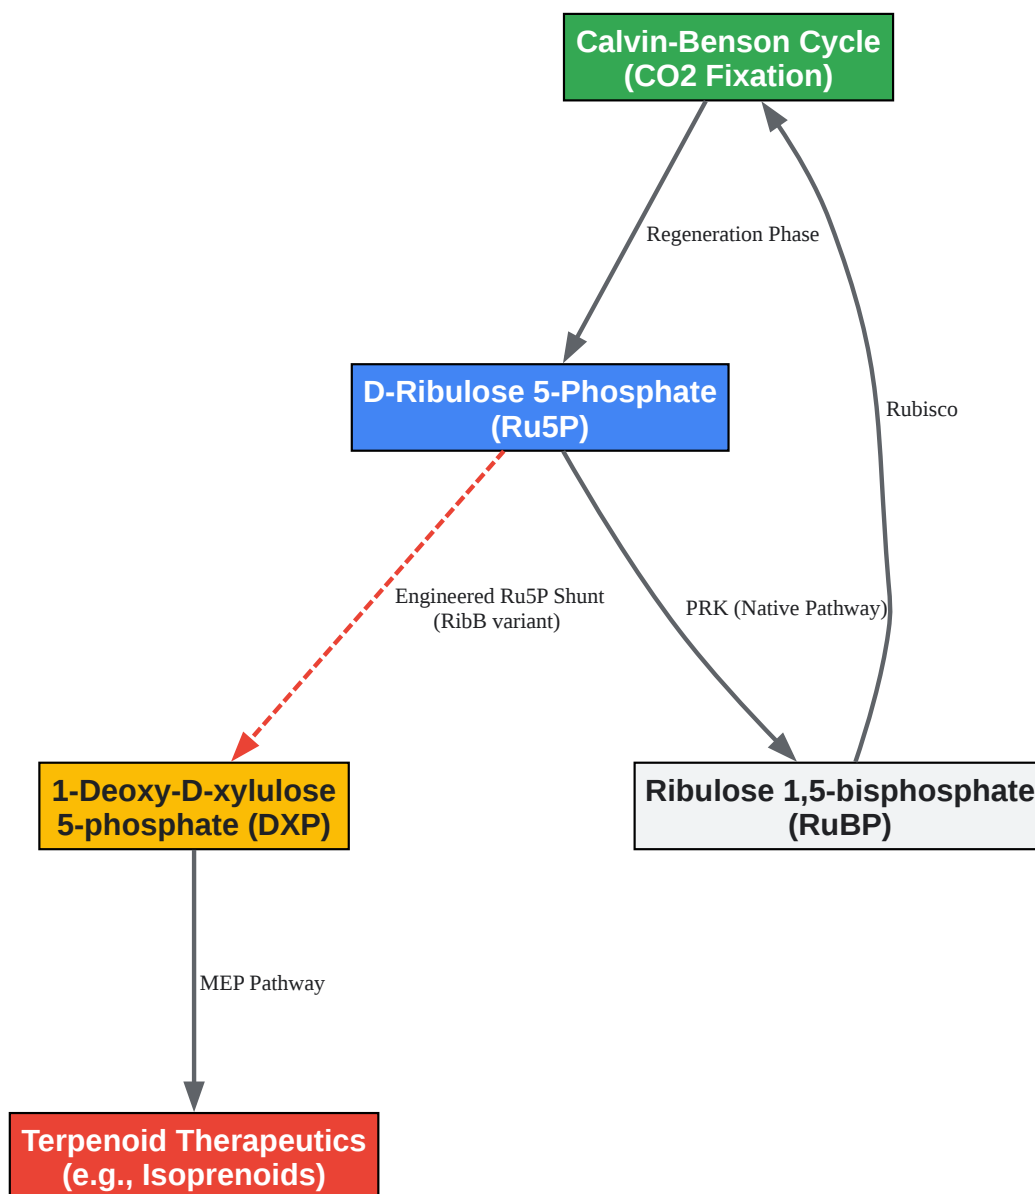 Calvin-Benson Cycle
(CO2 Fixation)
Regeneration Phase
D-Ribulose 5-Phosphate
(Ru5P)
Rubisco
Engineered Ru5P Shunt
(RibB variant)
PRK (Native Pathway)
1-Deoxy-D-xylulose
5-phosphate (DXP)
Ribulose 1,5-bisphosphate
(RuBP)
MEP Pathway
Terpenoid Therapeutics
(e.g., Isoprenoids)